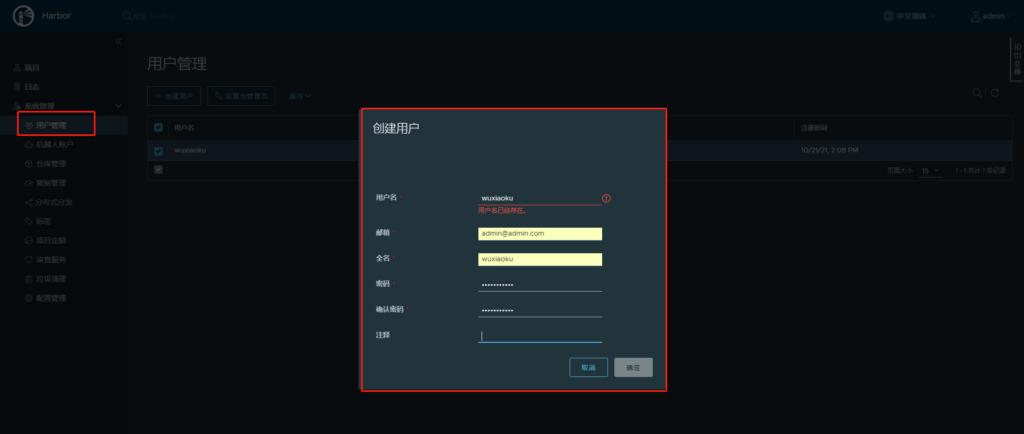 Harbor
搜索 Harbor
中文简体
admin
用户管理
创建用户
设置为管理员
操作
项目
日志
系统管理
用户管理
机器人账户
仓库管理
复制管理
分布式分发
标签
项目定额
审查服务
垃圾清理
配置管理
用户名
注册时间
wuxiaoku
10/21/21, 2:08 PM
页面大小 15
1 - 1 共计 1 条记录
创建用户
用户名 *
wuxiaoku
用户名已经存在。
邮箱 *
admin@admin.com
全名 *
wuxiaoku
密码 *
•••••••••••
确认密码 *
•••••••••••
注释
取消
确定